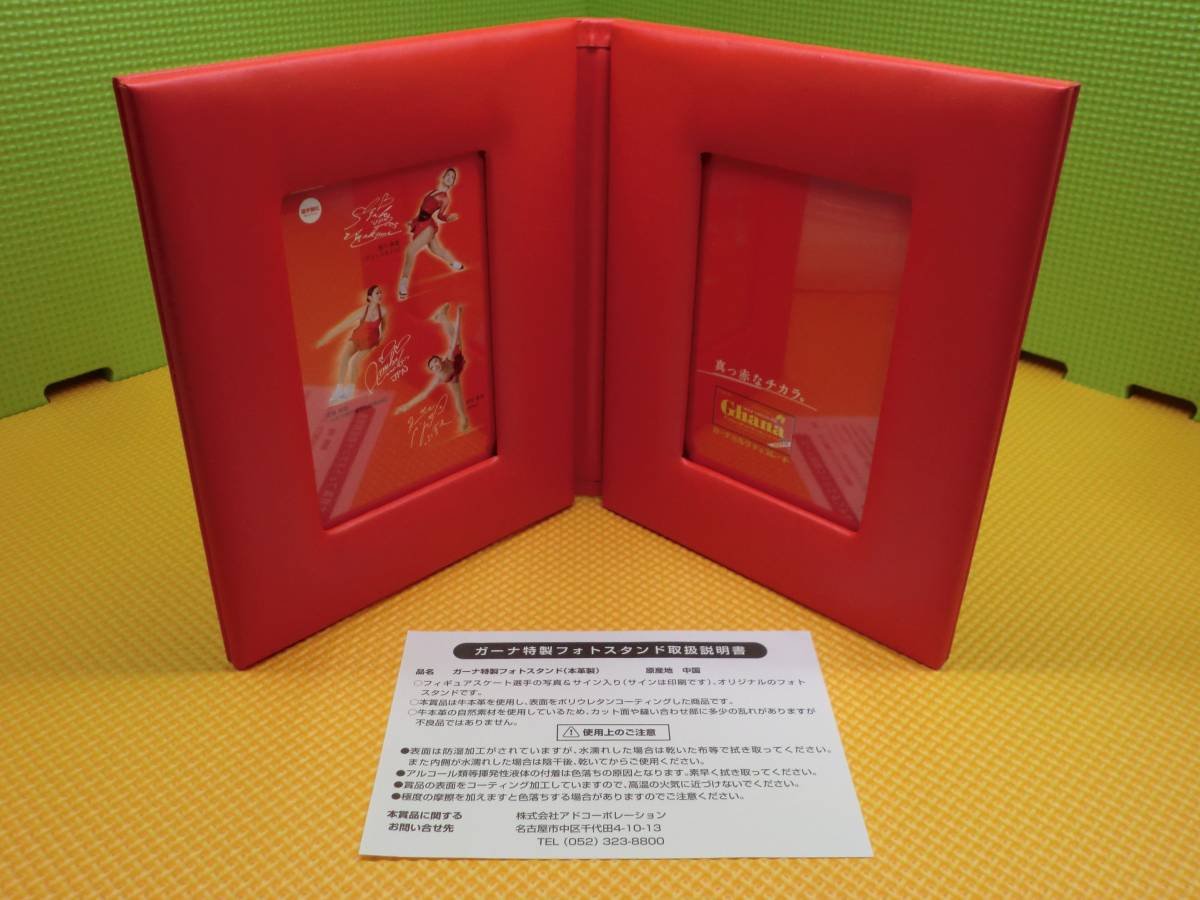 真っ赤なチカラ。
Ghana
ガーナミルクチョコレート
ガーナ特製フォトスタンド取扱説明書
品名 ガーナ特製フォトスタンド(本革製) 原産地 中国
○フィギュアスケート選手の写真&サイン入り(サインは印刷です)、オリジナルのフォト
スタンドです。
○本賞品は牛本革を使用し、表面をポリウレタンコーティングした商品です。
○牛本革の自然素材を使用しているため、カット面や縫い合わせ部に多少の乱れがありますが
不良品ではありません。
⚠ 使用上のご注意
●表面は防湿加工がされていますが、水濡れした場合は乾いた布等で拭き取ってください。
また内側が水濡れした場合は陰干後、乾いてからご使用ください。
●アルコール類等揮発性液体の付着は色落ちの原因となります。素早く拭き取ってください。
●賞品の表面をコーティング加工していますので、高温の火気に近づけないでください。
●極度の摩擦を加えますと色落ちする場合がありますのでご注意ください。
本賞品に関する 株式会社アドコーポレーション
お問い合せ先 名古屋市中区千代田4-10-13
TEL (052) 323-8800